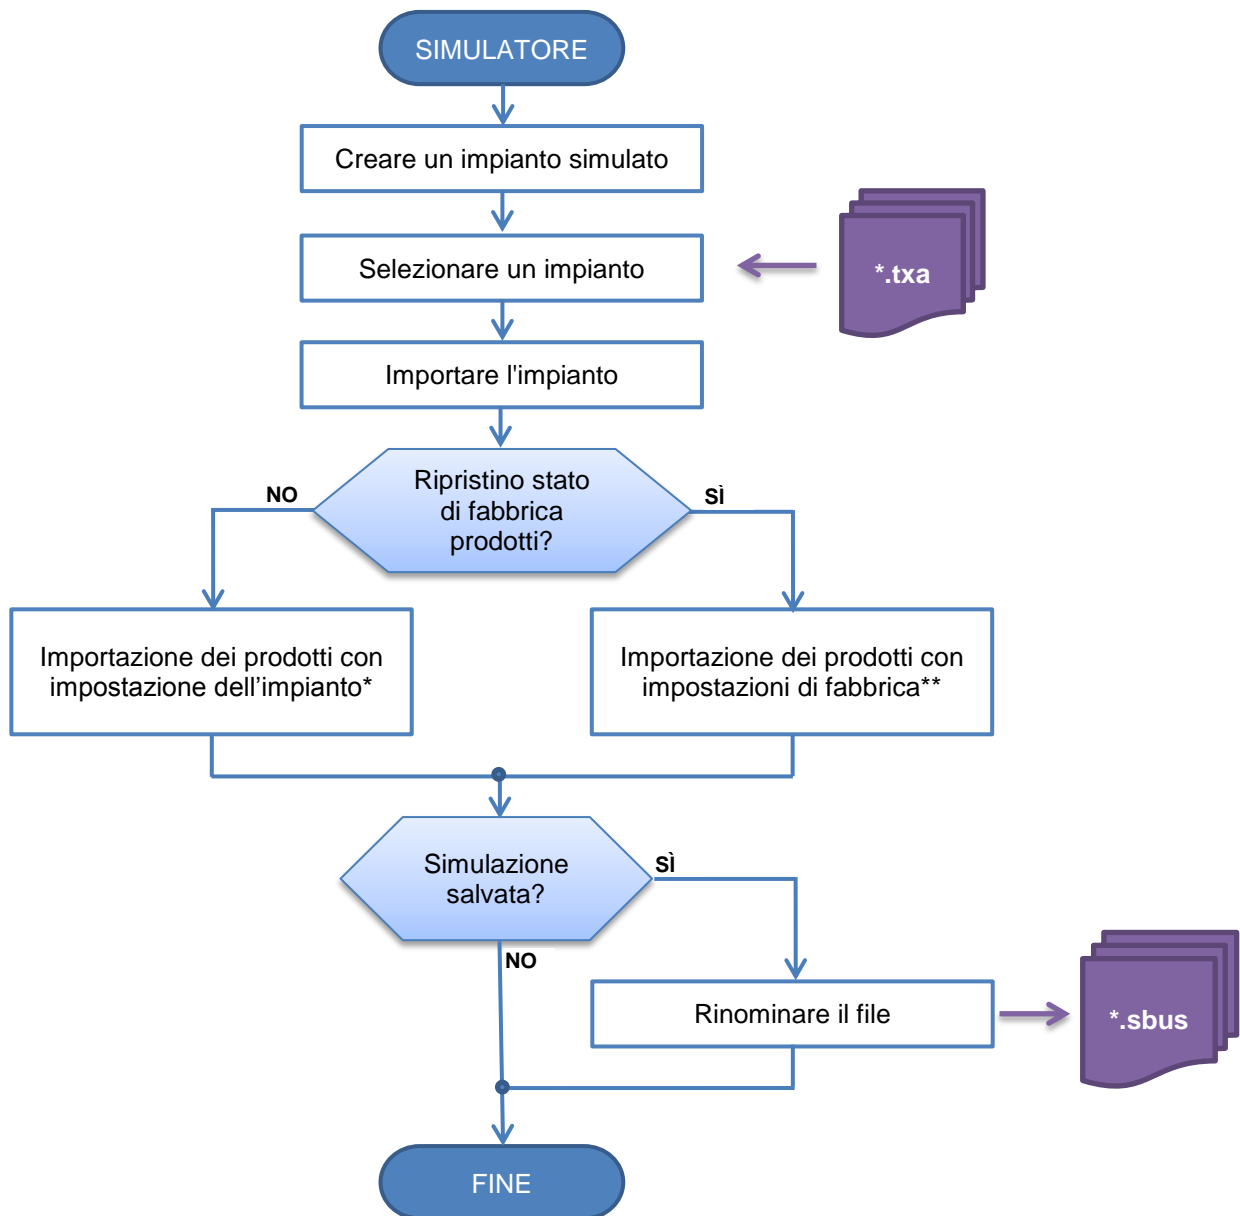 SIMULATORE
Creare un impianto simulato
Selezionare un impianto
*.txa
Importare l'impianto
Ripristino stato
di fabbrica
prodotti?
NO
SÌ
Importazione dei prodotti con
impostazione dell’impianto*
Importazione dei prodotti con
impostazioni di fabbrica**
Simulazione
salvata?
SÌ
NO
Rinominare il file
*.sbus
FINE